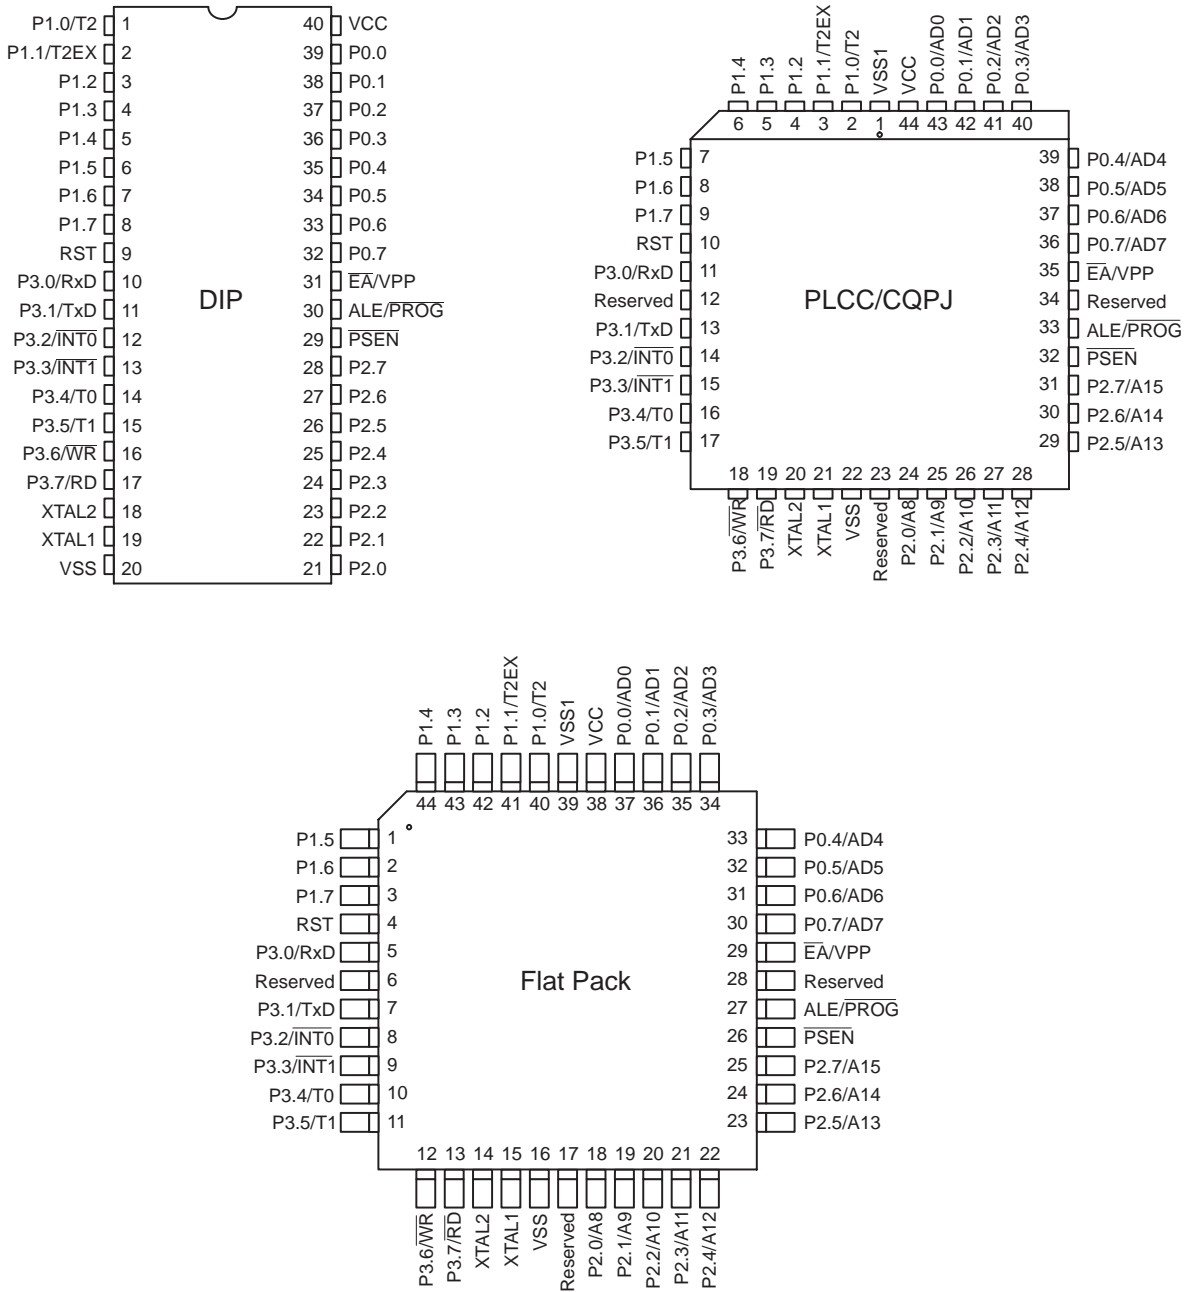 P1.0/T2 1 40 VCC
P1.1/T2EX 2 39 P0.0
P1.2 3 38 P0.1
P1.3 4 37 P0.2
P1.4 5 36 P0.3
P1.5 6 35 P0.4
P1.6 7 34 P0.5
P1.7 8 33 P0.6
RST 9 32 P0.7
P3.0/RxD 10 31 E̅A̅/VPP
P3.1/TxD 11 30 ALE/P̅R̅O̅G̅
P3.2/I̅N̅T̅0̅ 12 29 P̅S̅E̅N̅
P3.3/I̅N̅T̅1̅ 13 28 P2.7
P3.4/T0 14 27 P2.6
P3.5/T1 15 26 P2.5
P3.6/W̅R̅ 16 25 P2.4
P3.7/RD 17 24 P2.3
XTAL2 18 23 P2.2
XTAL1 19 22 P2.1
VSS 20 21 P2.0
DIP
P1.4 P1.3 P1.2 P1.1/T2EX P1.0/T2 VSS1 VCC P0.0/AD0 P0.1/AD1 P0.2/AD2 P0.3/AD3
6 5 4 3 2 1 44 43 42 41 40
P1.5 7 39 P0.4/AD4
P1.6 8 38 P0.5/AD5
P1.7 9 37 P0.6/AD6
RST 10 36 P0.7/AD7
P3.0/RxD 11 35 E̅A̅/VPP
Reserved 12 34 Reserved
P3.1/TxD 13 33 ALE/P̅R̅O̅G̅
P3.2/I̅N̅T̅0̅ 14 32 P̅S̅E̅N̅
P3.3/I̅N̅T̅1̅ 15 31 P2.7/A15
P3.4/T0 16 30 P2.6/A14
P3.5/T1 17 29 P2.5/A13
PLCC/CQPJ
18 19 20 21 22 23 24 25 26 27 28
P3.6/W̅R̅ P3.7/R̅D̅ XTAL2 XTAL1 VSS Reserved P2.0/A8 P2.1/A9 P2.2/A10 P2.3/A11 P2.4/A12
P1.4 P1.3 P1.2 P1.1/T2EX P1.0/T2 VSS1 VCC P0.0/AD0 P0.1/AD1 P0.2/AD2 P0.3/AD3
44 43 42 41 40 39 38 37 36 35 34
P1.5 1 33 P0.4/AD4
P1.6 2 32 P0.5/AD5
P1.7 3 31 P0.6/AD6
RST 4 30 P0.7/AD7
P3.0/RxD 5 29 E̅A̅/VPP
Reserved 6 28 Reserved
P3.1/TxD 7 27 ALE/P̅R̅O̅G̅
P3.2/I̅N̅T̅0̅ 8 26 P̅S̅E̅N̅
P3.3/I̅N̅T̅1̅ 9 25 P2.7/A15
P3.4/T0 10 24 P2.6/A14
P3.5/T1 11 23 P2.5/A13
Flat Pack
12 13 14 15 16 17 18 19 20 21 22
P3.6/W̅R̅ P3.7/R̅D̅ XTAL2 XTAL1 VSS Reserved P2.0/A8 P2.1/A9 P2.2/A10 P2.3/A11 P2.4/A12